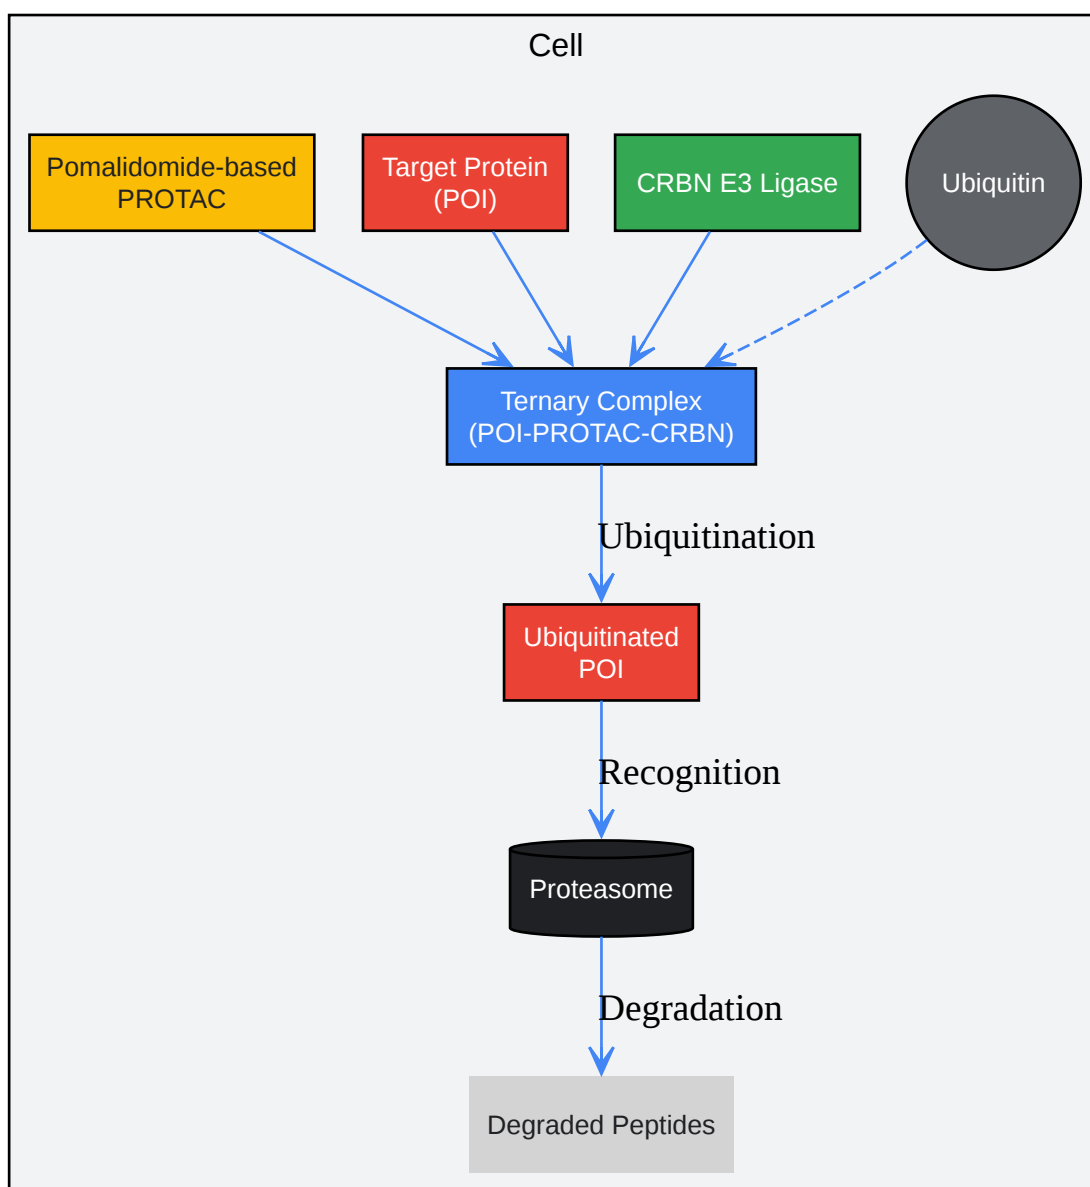 Cell
Pomalidomide-based
PROTAC
Target Protein
(POI)
CRBN E3 Ligase
Ubiquitin
Ternary Complex
(POI-PROTAC-CRBN)
Ubiquitination
Ubiquitinated
POI
Recognition
Proteasome
Degradation
Degraded Peptides